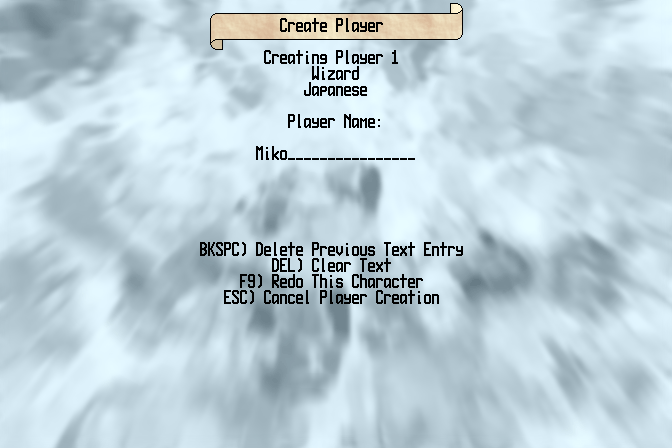 Create Player
Creating Player 1
Wizard
Japanese
Player Name:
Miko________________
BKSPC) Delete Previous Text Entry
DEL) Clear Text
F9) Redo This Character
ESC) Cancel Player Creation